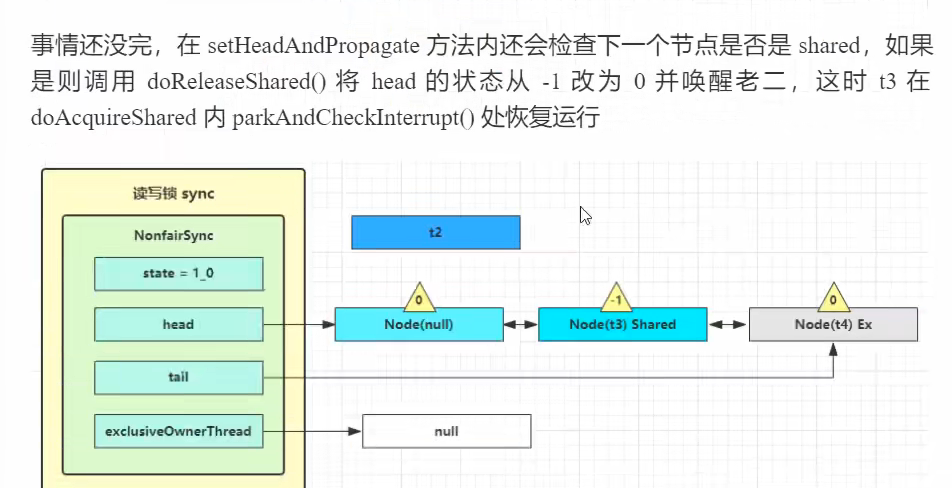 事情还没完，在 setHeadAndPropagate 方法内还会检查下一个节点是否是 shared，如果
是则调用 doReleaseShared() 将 head 的状态从 -1 改为 0 并唤醒老二，这时 t3 在
doAcquireShared 内 parkAndCheckInterrupt() 处恢复运行
读写锁 sync
NonfairSync
t2
state = 1_0
0
-1
0
head
Node(null)
Node(t3) Shared
Node(t4) Ex
tail
exclusiveOwnerThread
null